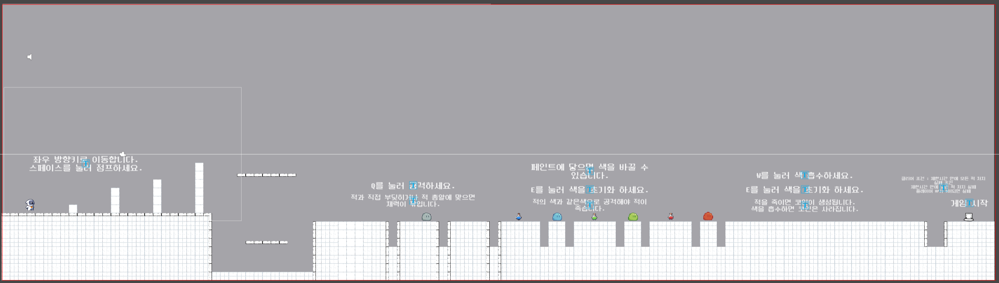 좌우 방향키로 이동합니다.
스페이스를 눌러 점프하세요.
Q를 눌러 공격하세요.
적과 직접 부딪히거나 적 총알에 맞으면
체력이 깎입니다.
페인트에 닿으면 색을 바꿀 수
있습니다.
E를 눌러 색을 초기화 하세요.
적의 색과 같은색으로 공격해야 적이
죽습니다.
W를 눌러 색 흡수하세요.
E를 눌러 색을 초기화 하세요.
적을 죽이면 코인이 생성됩니다.
색을 흡수하면 코인은 사라집니다.
클리어 조건 : 제한시간 안에 모든 적 처치
실패 조건
제한시간 안에 모든 적 처치 실패
플레이어 HP가 0이되면 실패
게임 시작